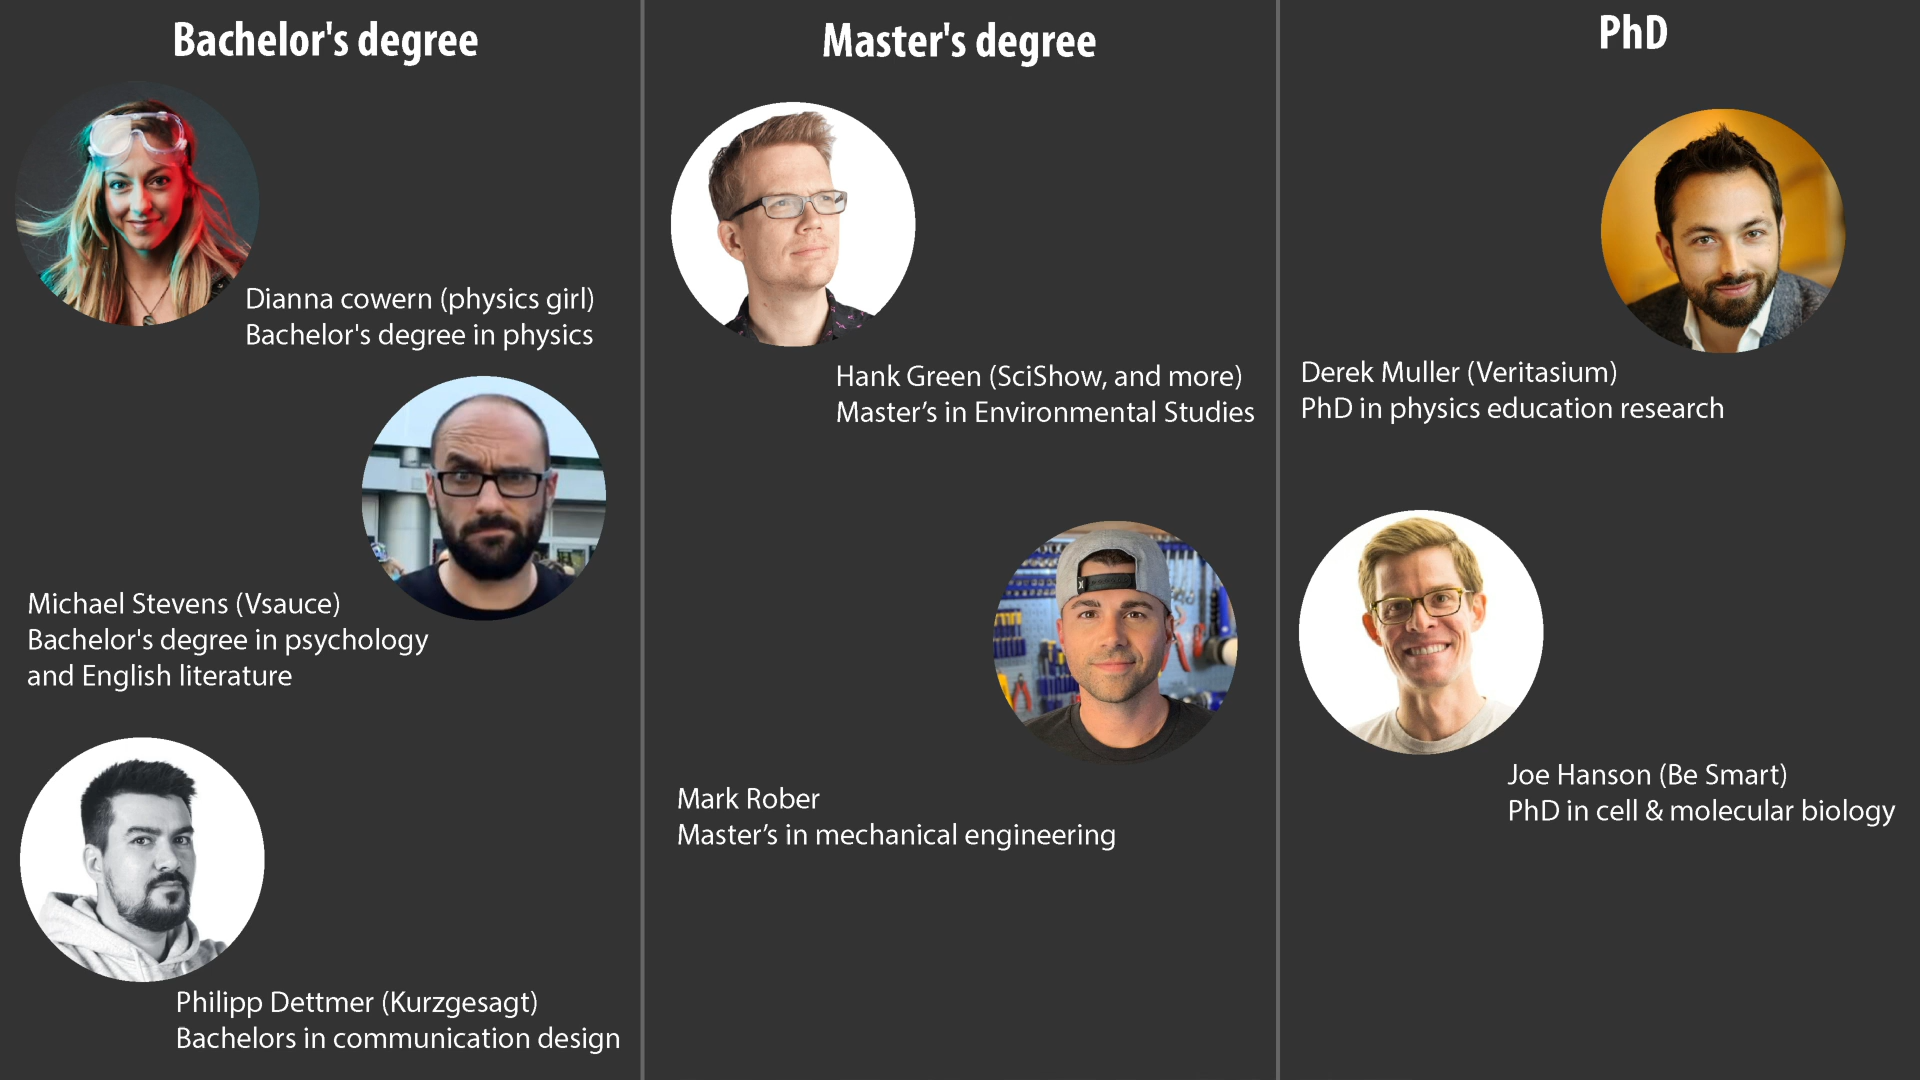 Bachelor's degree
Dianna cowern (physics girl)
Bachelor's degree in physics
Michael Stevens (Vsauce)
Bachelor's degree in psychology
and English literature
Philipp Dettmer (Kurzgesagt)
Bachelors in communication design
Master's degree
Hank Green (SciShow, and more)
Master’s in Environmental Studies
Mark Rober
Master’s in mechanical engineering
PhD
Derek Muller (Veritasium)
PhD in physics education research
Joe Hanson (Be Smart)
PhD in cell & molecular biology